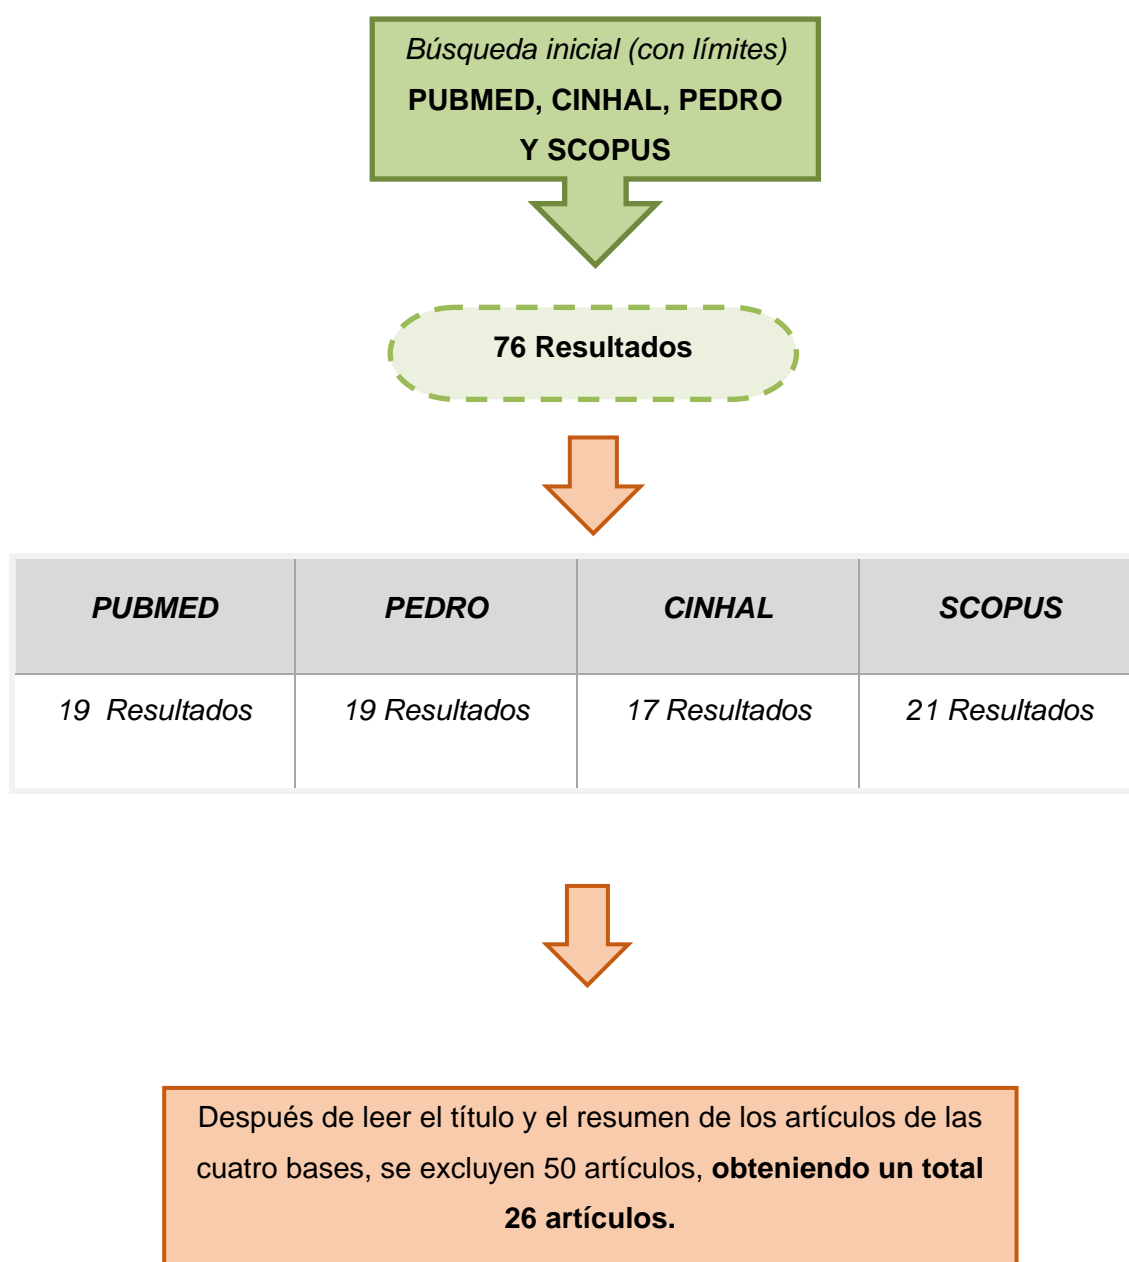 Búsqueda inicial (con límites)
PUBMED, CINHAL, PEDRO
Y SCOPUS
76 Resultados
PUBMED
PEDRO
CINHAL
SCOPUS
19 Resultados
19 Resultados
17 Resultados
21 Resultados
Después de leer el título y el resumen de los artículos de las
cuatro bases, se excluyen 50 artículos, obteniendo un total
26 artículos.